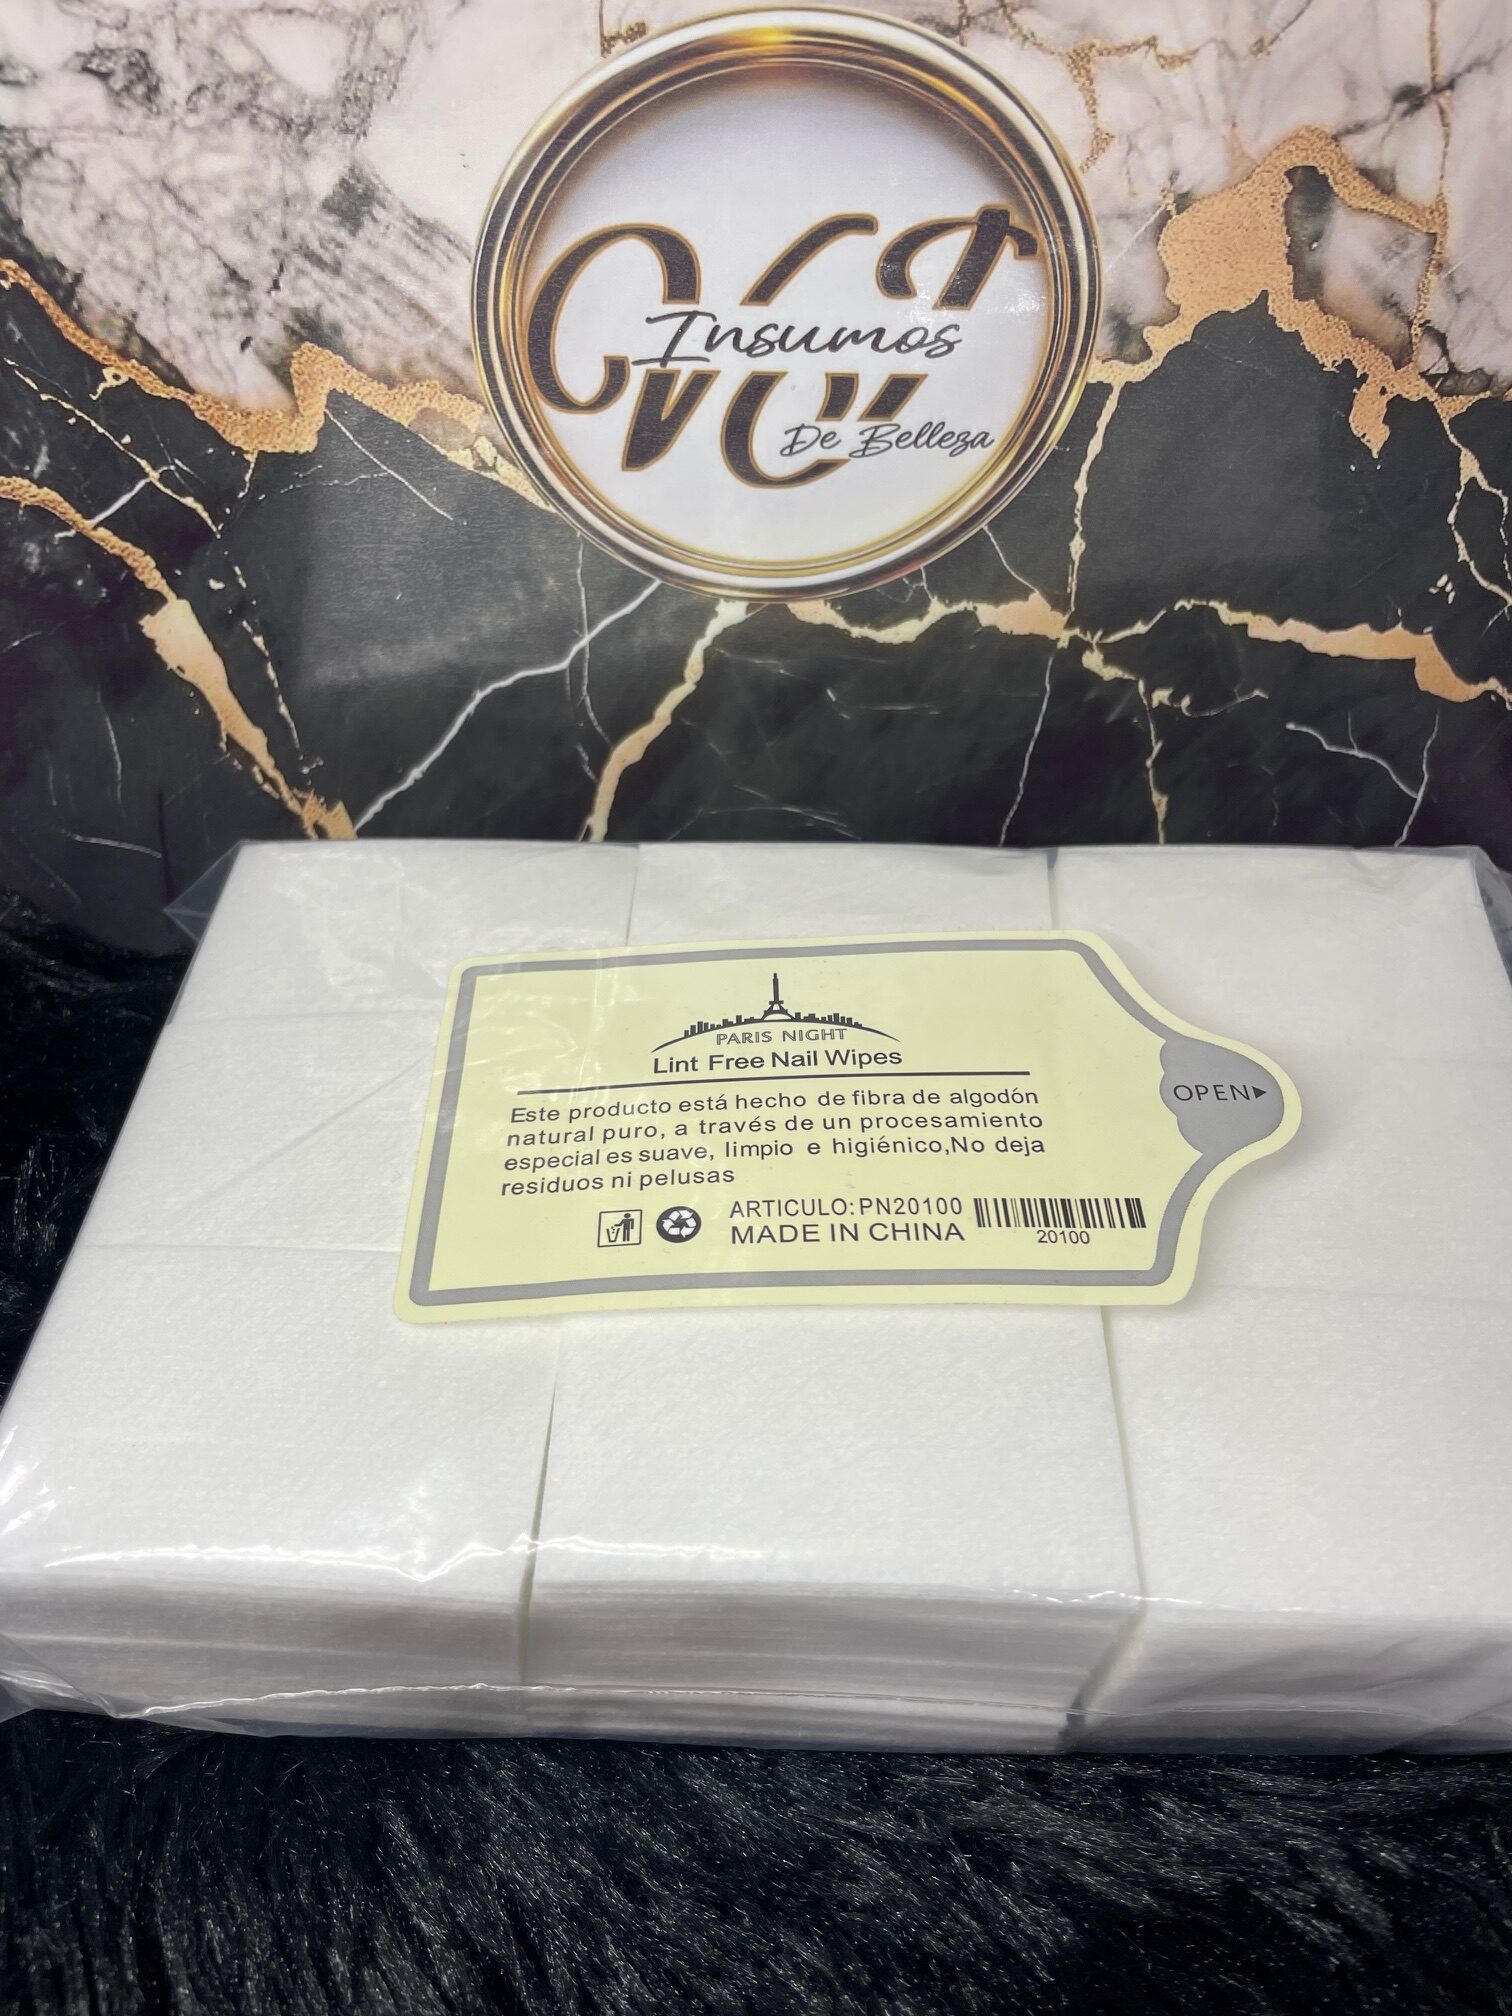 Insumos
De Belleza
PARIS NIGHT
Lint Free Nail Wipes
Este producto está hecho de fibra de algodón
natural puro, a través de un procesamiento
especial es suave, limpio e higiénico,No deja
residuos ni pelusas
OPEN▶
ARTICULO:PN20100
MADE IN CHINA
20100